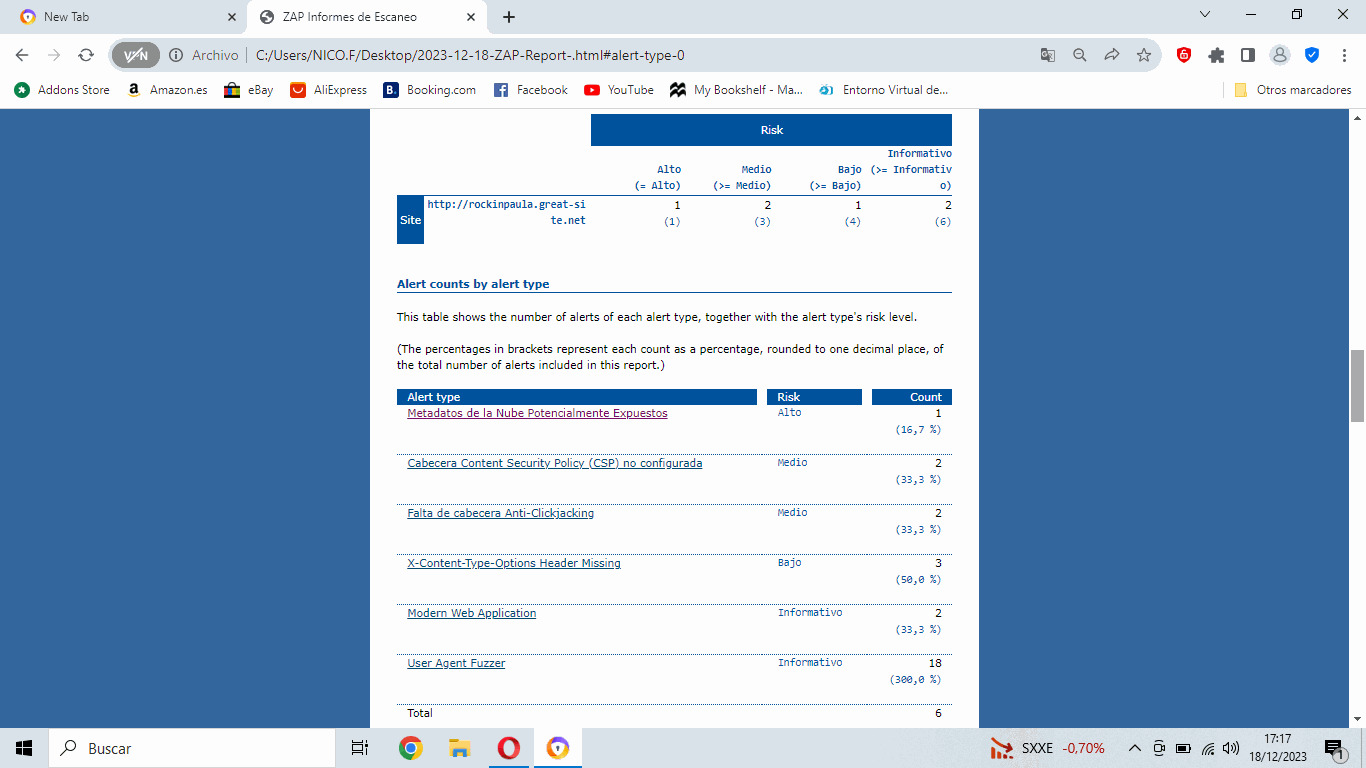 New Tab
ZAP Informes de Escaneo
VPN
Archivo
C:/Users/NICO.F/Desktop/2023-12-18-ZAP-Report-.html#alert-type-0
Addons Store
Amazon.es
eBay
AliExpress
Booking.com
Facebook
YouTube
My Bookshelf - Ma...
Entorno Virtual de...
Otros marcadores
Risk
Informativo
Alto Medio Bajo (>= Informativ
(= Alto) (>= Medio) (>= Bajo) o)
Site http://rockinpaula.great-si 1 2 1 2
te.net (1) (3) (4) (6)
Alert counts by alert type
This table shows the number of alerts of each alert type, together with the alert type's risk level.
(The percentages in brackets represent each count as a percentage, rounded to one decimal place, of
the total number of alerts included in this report.)
Alert type Risk Count
Metadatos de la Nube Potencialmente Expuestos Alto 1
(16,7 %)
Cabecera Content Security Policy (CSP) no configurada Medio 2
(33,3 %)
Falta de cabecera Anti-Clickjacking Medio 2
(33,3 %)
X-Content-Type-Options Header Missing Bajo 3
(50,0 %)
Modern Web Application Informativo 2
(33,3 %)
User Agent Fuzzer Informativo 18
(300,0 %)
Total 6
Buscar
SXXE -0,70%
17:17
18/12/2023
1